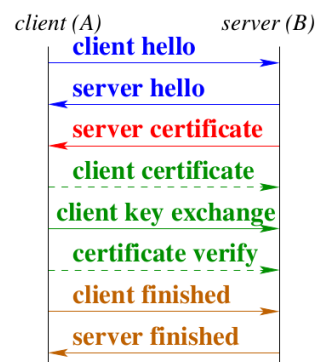 client (A) server (B)
client hello
server hello
server certificate
client certificate
client key exchange
certificate verify
client finished
server finished